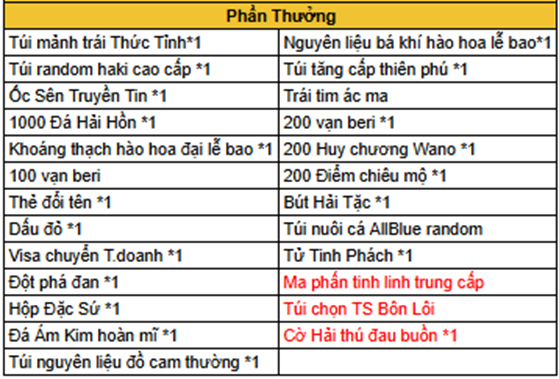 Phần Thưởng
Túi mảnh trái Thức Tỉnh*1
Nguyên liệu bá khí hào hoa lễ bao*1
Túi random haki cao cấp *1
Túi tăng cấp thiên phú *1
Ốc Sên Truyền Tin *1
Trái tim ác ma
1000 Đá Hải Hồn *1
200 vạn beri *1
Khoáng thạch hào hoa đại lễ bao *1
200 Huy chương Wano *1
100 vạn beri
200 Điểm chiêu mộ *1
Thẻ đổi tên *1
Bút Hải Tặc *1
Dấu đỏ *1
Túi nuôi cá AllBlue random
Visa chuyển T.doanh *1
Tử Tinh Phách *1
Đột phá đan *1
Ma phấn tinh linh trung cấp
Hộp Đặc Sứ *1
Túi chọn TS Bôn Lôi
Đá Ám Kim hoàn mĩ *1
Cờ Hải thú đau buồn *1
Túi nguyên liệu đồ cam thường *1